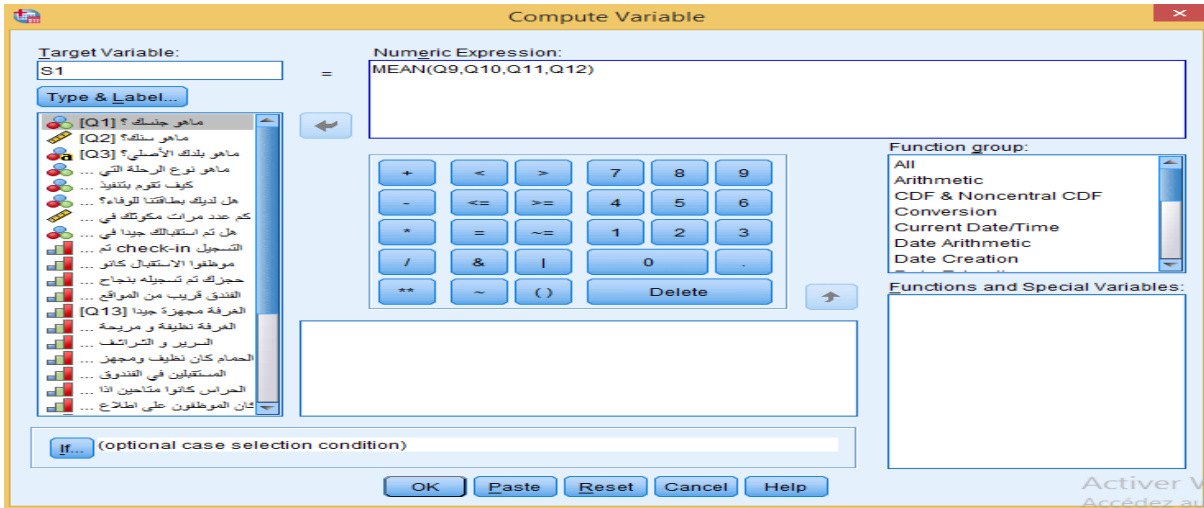 Compute Variable
Target Variable:
S1
=
Type & Label...
ماهو جنسك ؟ [Q1]
ماهو سنك؟ [Q2]
ماهو بلدك الأصلي؟ [Q3]
ماهو نوع الرحلة التي ...
كيف تقوم بتنفيذ ...
هل لديك بطاقتنا للوفاء؟ ...
كم عدد مرات مكوثك في ...
هل تم استقبالك جيدا في ...
التسجيل check-in تم ...
موظفوا الاستقبال كانو ...
حجزك تم تسجيله بنجاح ...
الفندق قريب من المواقع ...
الغرفة مجهزة جيدا [Q13]
الغرفة نظيفة و مريحة ...
السرير و الشراشف ...
الحمام كان نظيف ومجهز ...
المستقبلين في الفندوق ...
الحراس كانوا متاحين اذا ...
كان الموظفون على اطلاع ...
Numeric Expression:
MEAN(Q9,Q10,Q11,Q12)
+ < > 7 8 9
- <= >= 4 5 6
* = ~= 1 2 3
/ & | 0 .
** ~ ( ) Delete
Function group:
All
Arithmetic
CDF & Noncentral CDF
Conversion
Current Date/Time
Date Arithmetic
Date Creation
Functions and Special Variables:
If... (optional case selection condition)
OK Paste Reset Cancel Help
Activer
Accédez au